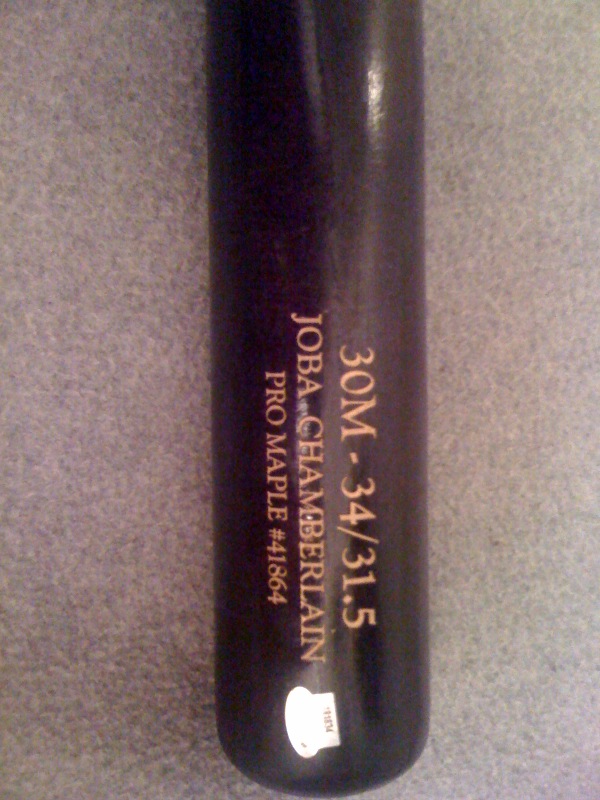 30M - 34/31.5
JOBA CHAMBERLAIN
PRO MAPLE #41864